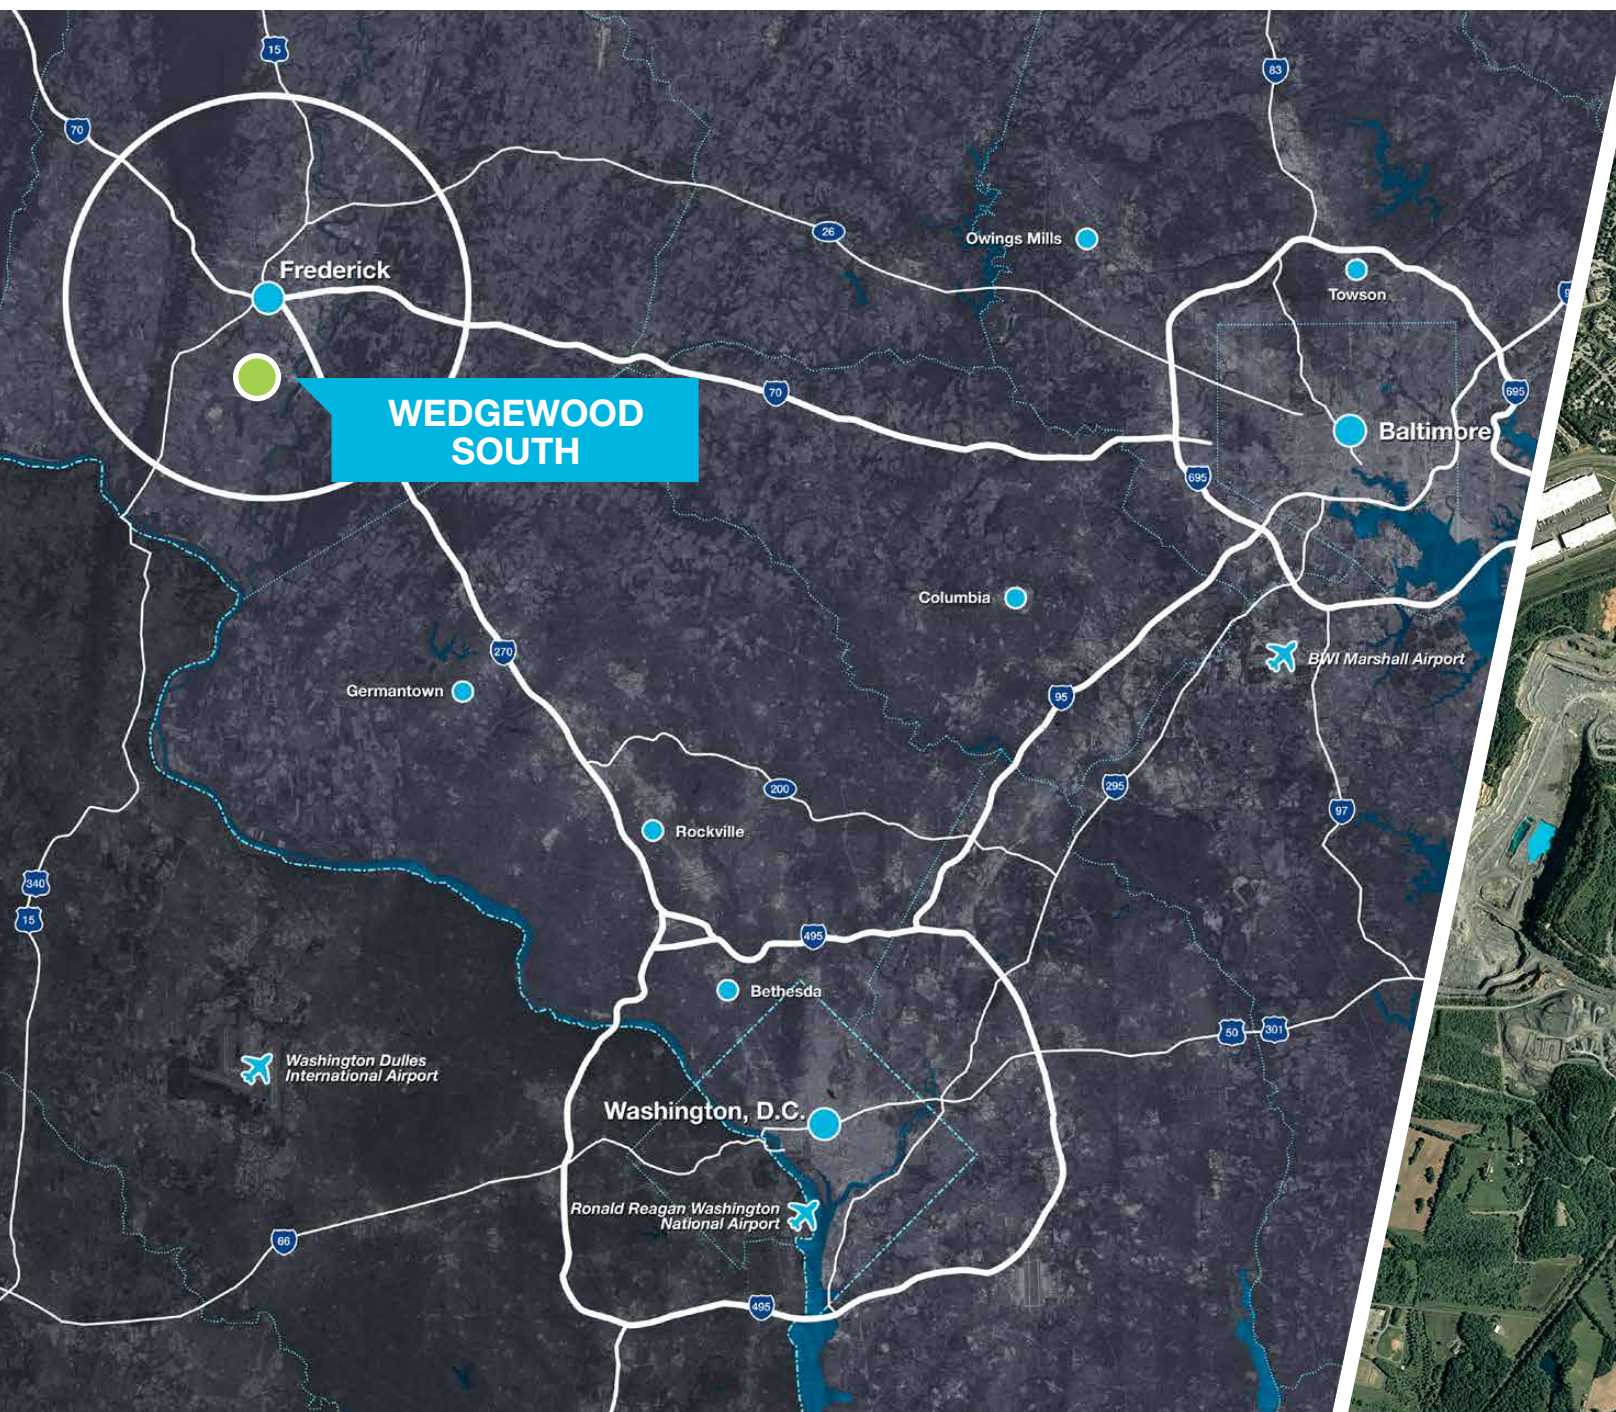 15
83
70
26
Owings Mills
Frederick
Towson
WEDGEWOOD
SOUTH
70
695
Baltimore
695
Columbia
270
BWI Marshall Airport
Germantown
95
200
295
97
Rockville
340
15
495
Bethesda
50
301
Washington Dulles
International Airport
Washington, D.C.
Ronald Reagan Washington
National Airport
66
495